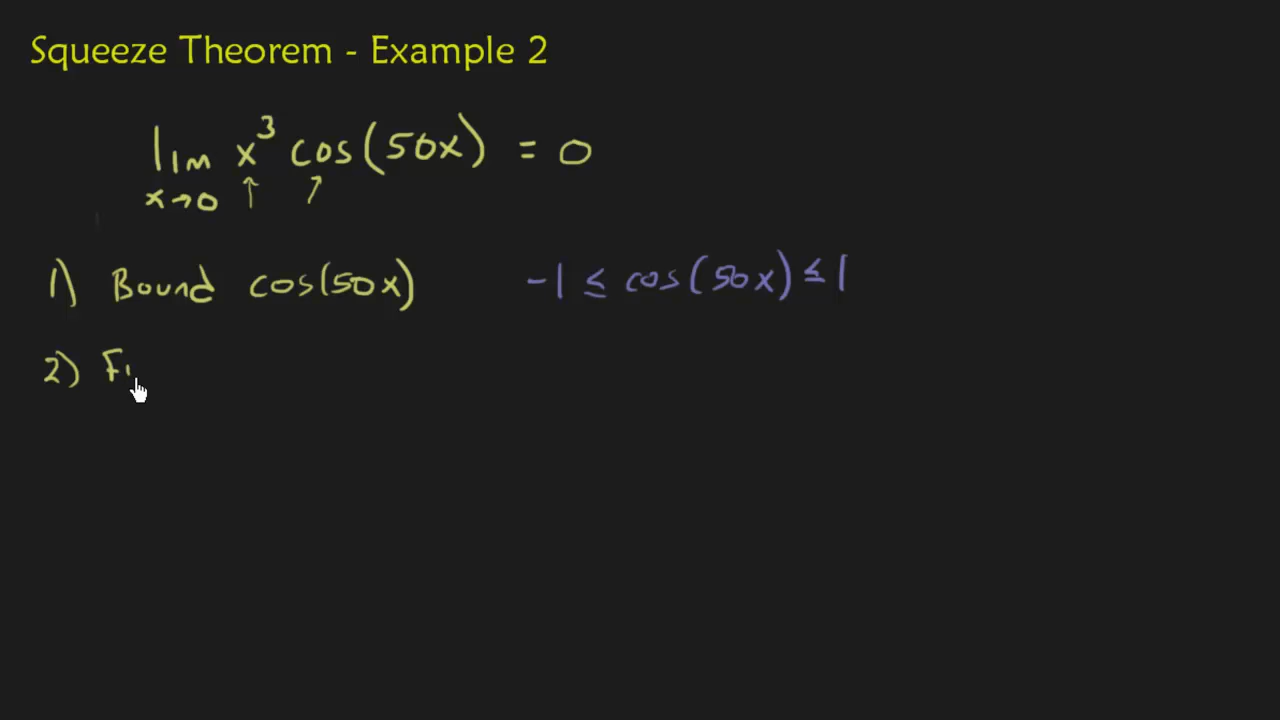 Squeeze Theorem - Example 2
lim x³ cos(50x) = 0
x→0 ↑ ↑
1) Bound cos(50x) -1 ≤ cos(50x) ≤ 1
2) Fi